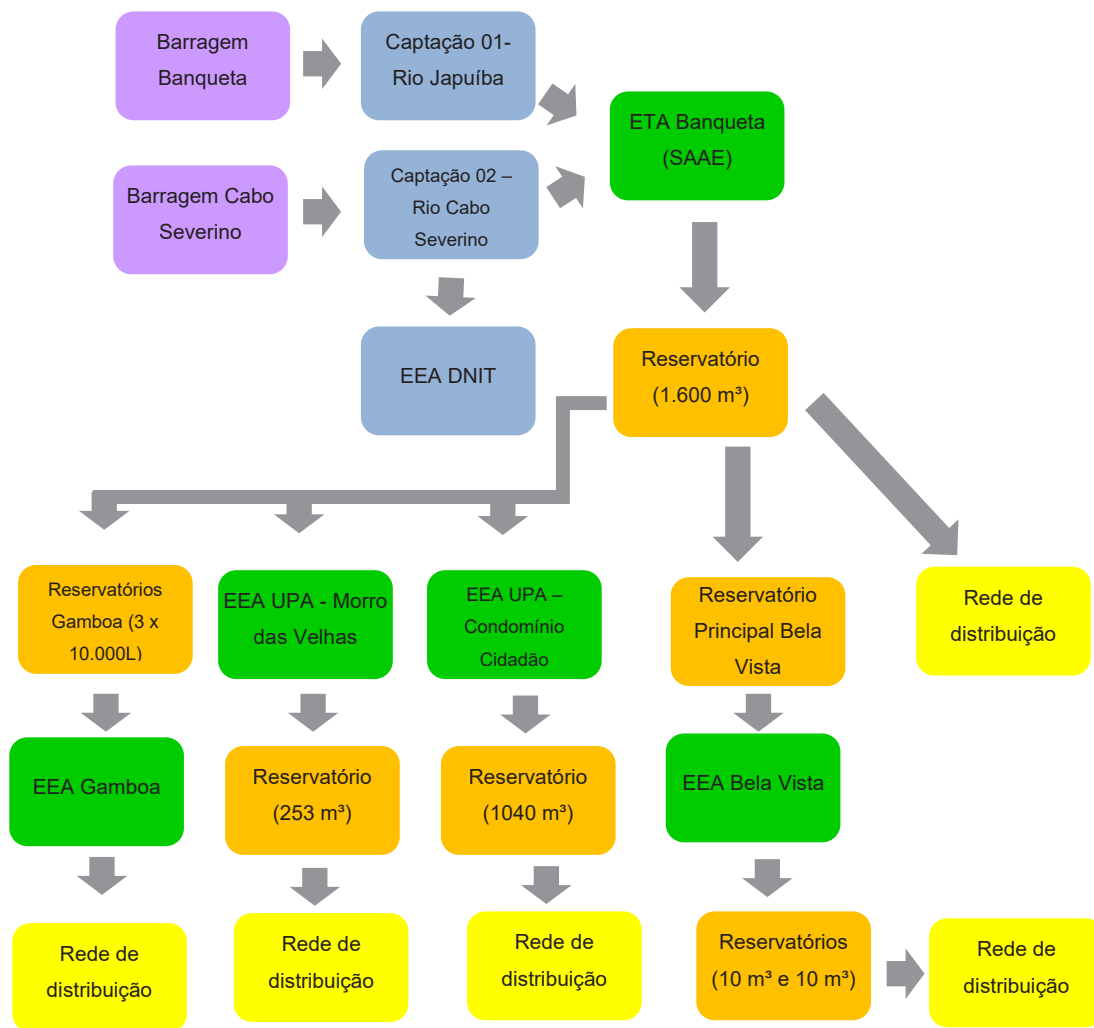 Barragem
Banqueta
Captação 01-
Rio Japuíba
ETA Banqueta
(SAAE)
Barragem Cabo
Severino
Captação 02 –
Rio Cabo
Severino
EEA DNIT
Reservatório
(1.600 m³)
Reservatórios
Gamboa (3 x
10.000L)
EEA UPA - Morro
das Velhas
EEA UPA –
Condomínio
Cidadão
Reservatório
Principal Bela
Vista
Rede de
distribuição
EEA Gamboa
Reservatório
(253 m³)
Reservatório
(1040 m³)
EEA Bela Vista
Rede de
distribuição
Rede de
distribuição
Rede de
distribuição
Reservatórios
(10 m³ e 10 m³)
Rede de
distribuição